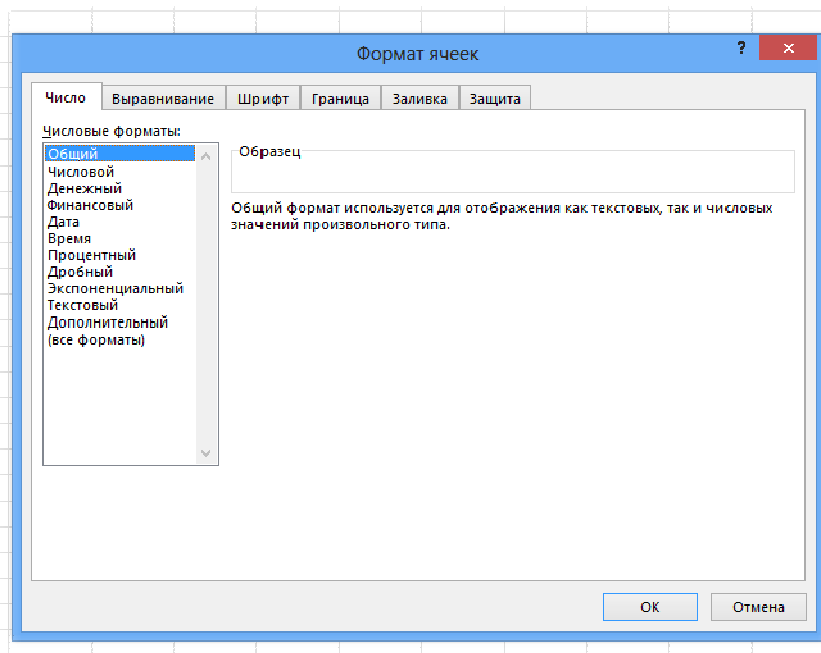 Формат ячеек
?
Число Выравнивание Шрифт Граница Заливка Защита
Числовые форматы:
Общий
Числовой
Денежный
Финансовый
Дата
Время
Процентный
Дробный
Экспоненциальный
Текстовый
Дополнительный
(все форматы)
Образец
Общий формат используется для отображения как текстовых, так и числовых
значений произвольного типа.
ОК Отмена